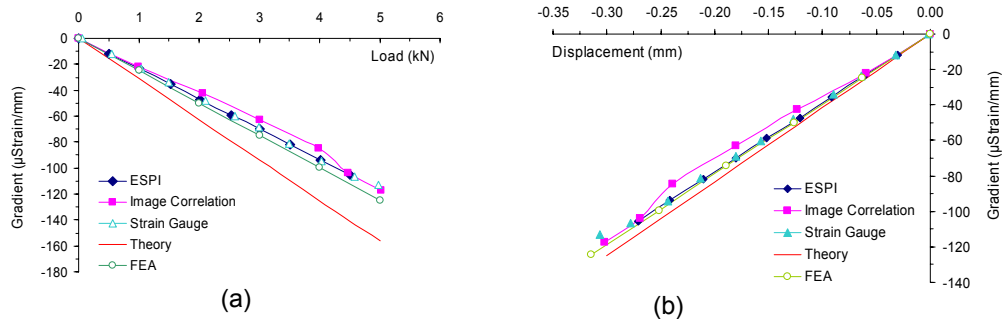 0 1 2 3 4 5 6
Load (kN)
Gradient (µStrain/mm)
0
-20
-40
-60
-80
-100
-120
-140
-160
-180
ESPI
Image Correlation
Strain Gauge
Theory
FEA
(a)
-0.35 -0.30 -0.25 -0.20 -0.15 -0.10 -0.05 0.00
Displacement (mm)
Gradient (µStrain/mm)
0
-20
-40
-60
-80
-100
-120
-140
ESPI
Image Correlation
Strain Gauge
Theory
FEA
(b)